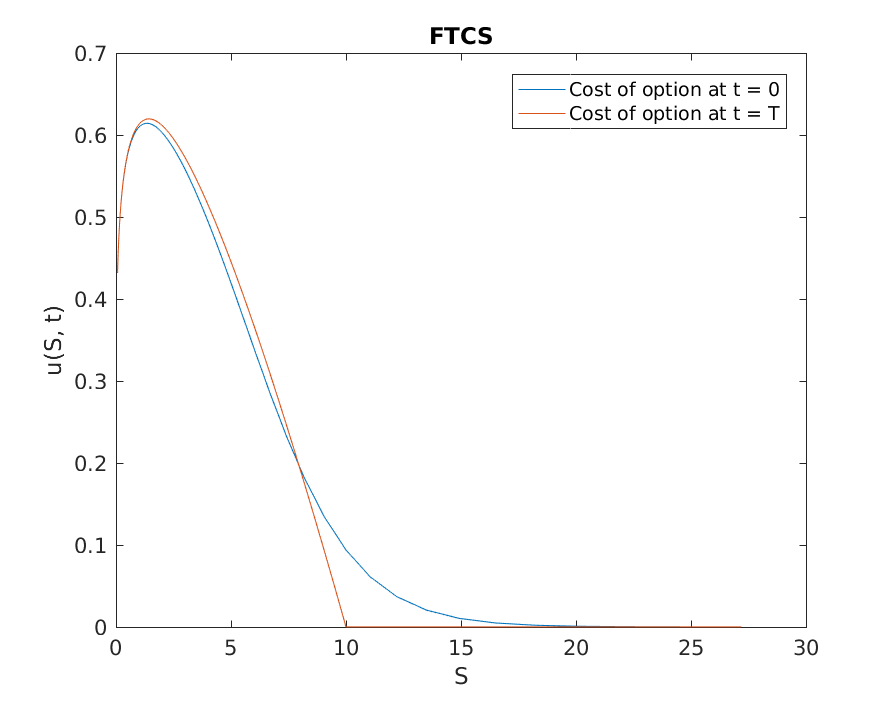 FTCS
0.7
0.6
0.5
0.4
0.3
0.2
0.1
0
u(S, t)
Cost of option at t = 0
Cost of option at t = T
0 5 10 15 20 25 30
S